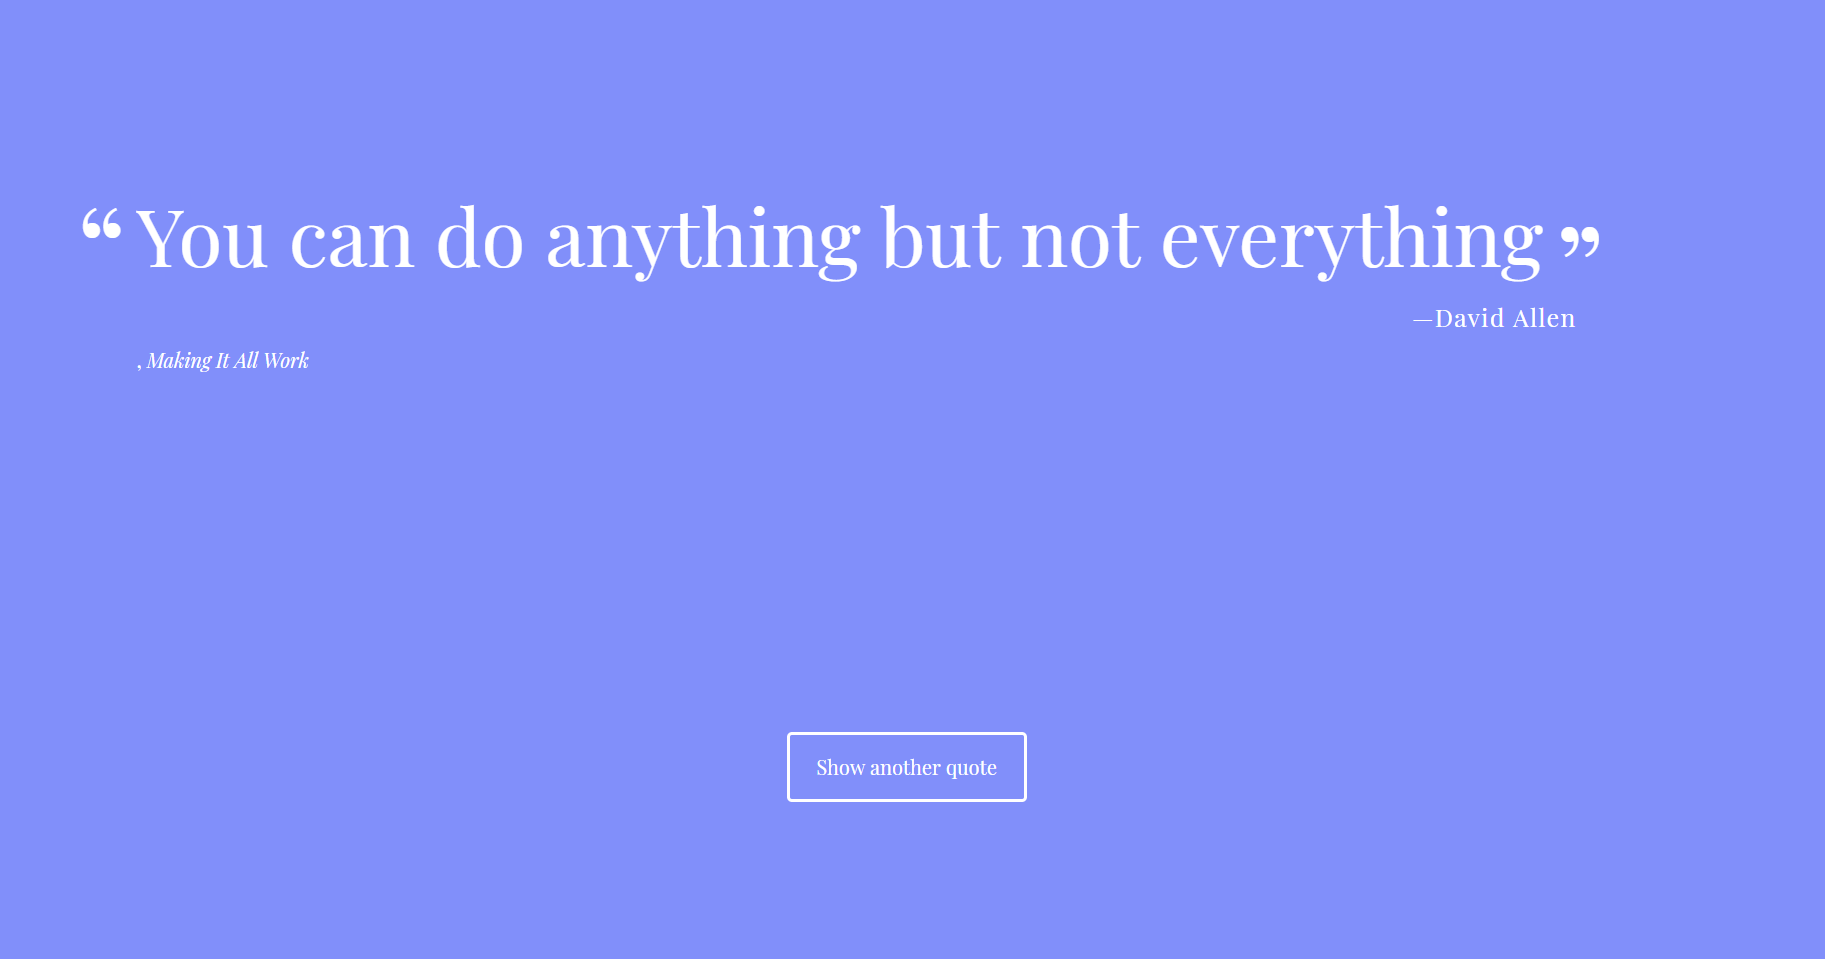 “ You can do anything but not everything ”
—David Allen
, Making It All Work
Show another quote